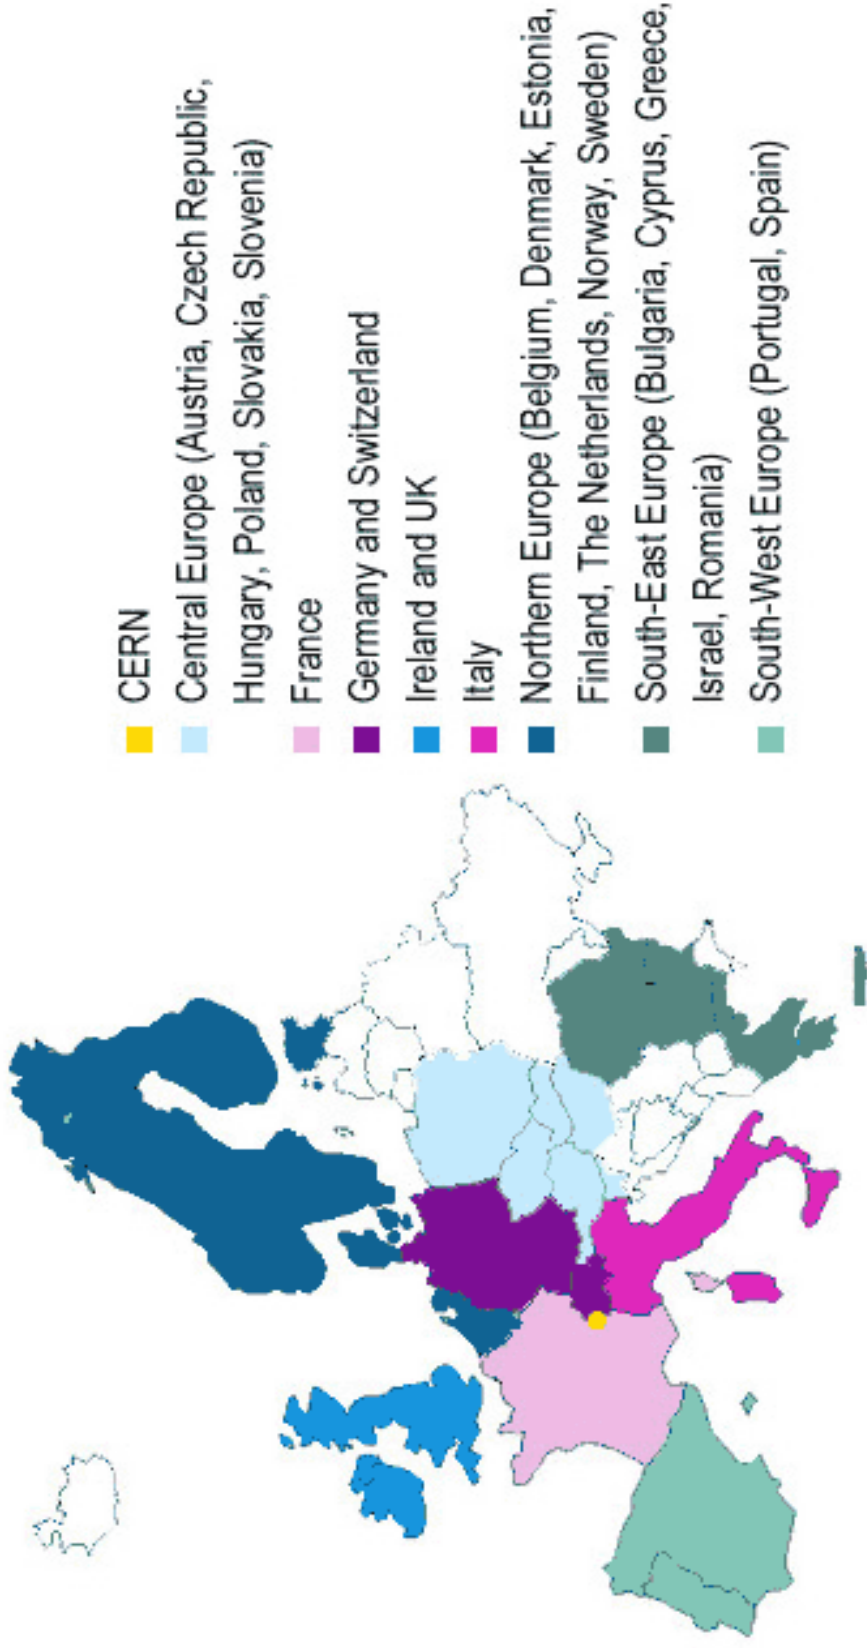 CERN
Central Europe (Austria, Czech Republic,
Hungary, Poland, Slovakia, Slovenia)
France
Germany and Switzerland
Ireland and UK
Italy
Northern Europe (Belgium, Denmark, Estonia,
Finland, The Netherlands, Norway, Sweden)
South-East Europe (Bulgaria, Cyprus, Greece,
Israel, Romania)
South-West Europe (Portugal, Spain)